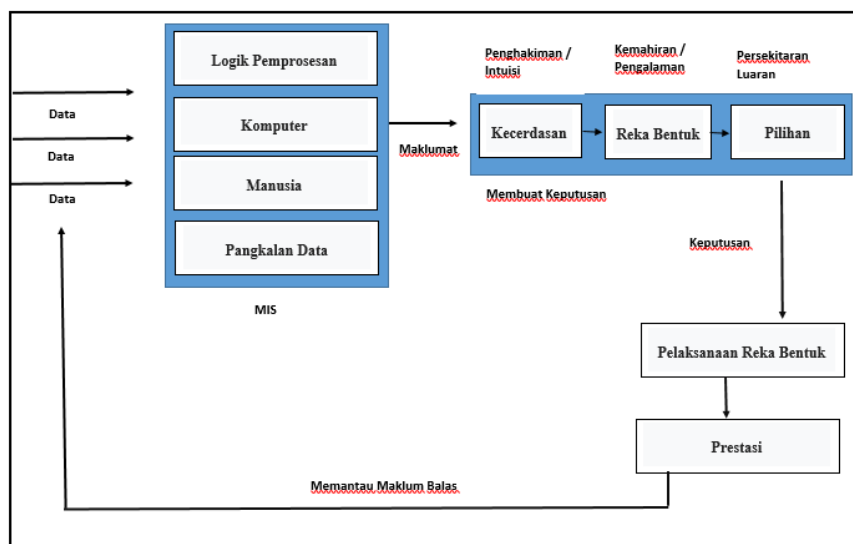 Logik Pemprosesan
Komputer
Manusia
Pangkalan Data
MIS
Data
Data
Data
Maklumat
Penghakiman /
Intuisi
Kemahiran /
Pengalaman
Persekitaran
Luaran
Kecerdasan
Reka Bentuk
Pilihan
Membuat Keputusan
Keputusan
Pelaksanaan Reka Bentuk
Prestasi
Memantau Maklum Balas